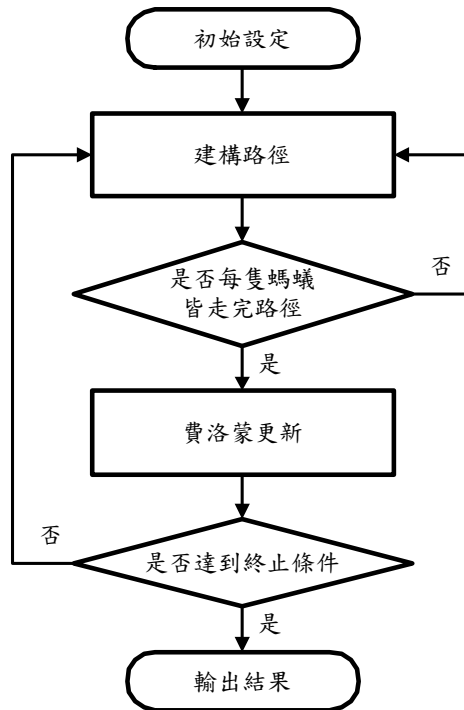 初始設定
建構路徑
是否每隻螞蟻
皆走完路徑
否
是
費洛蒙更新
否
是否達到終止條件
是
輸出結果